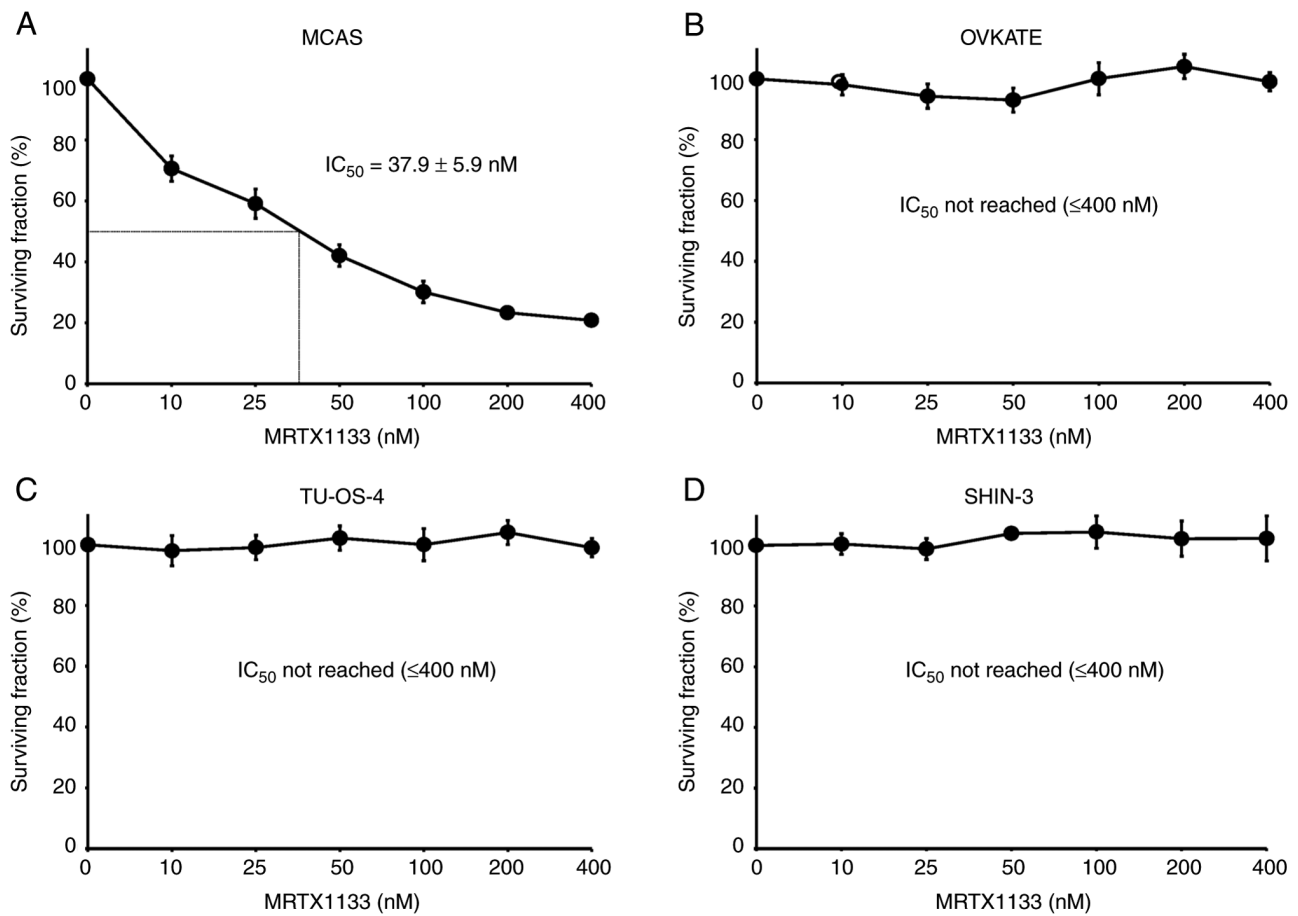 A
MCAS
100
80
60
40
20
0
Surviving fraction (%)
IC50 = 37.9 ± 5.9 nM
0 10 25 50 100 200 400
MRTX1133 (nM)
B
OVKATE
100
80
60
40
20
0
Surviving fraction (%)
IC50 not reached (≤400 nM)
0 10 25 50 100 200 400
MRTX1133 (nM)
C
TU-OS-4
100
80
60
40
20
0
Surviving fraction (%)
IC50 not reached (≤400 nM)
0 10 25 50 100 200 400
MRTX1133 (nM)
D
SHIN-3
100
80
60
40
20
0
Surviving fraction (%)
IC50 not reached (≤400 nM)
0 10 25 50 100 200 400
MRTX1133 (nM)